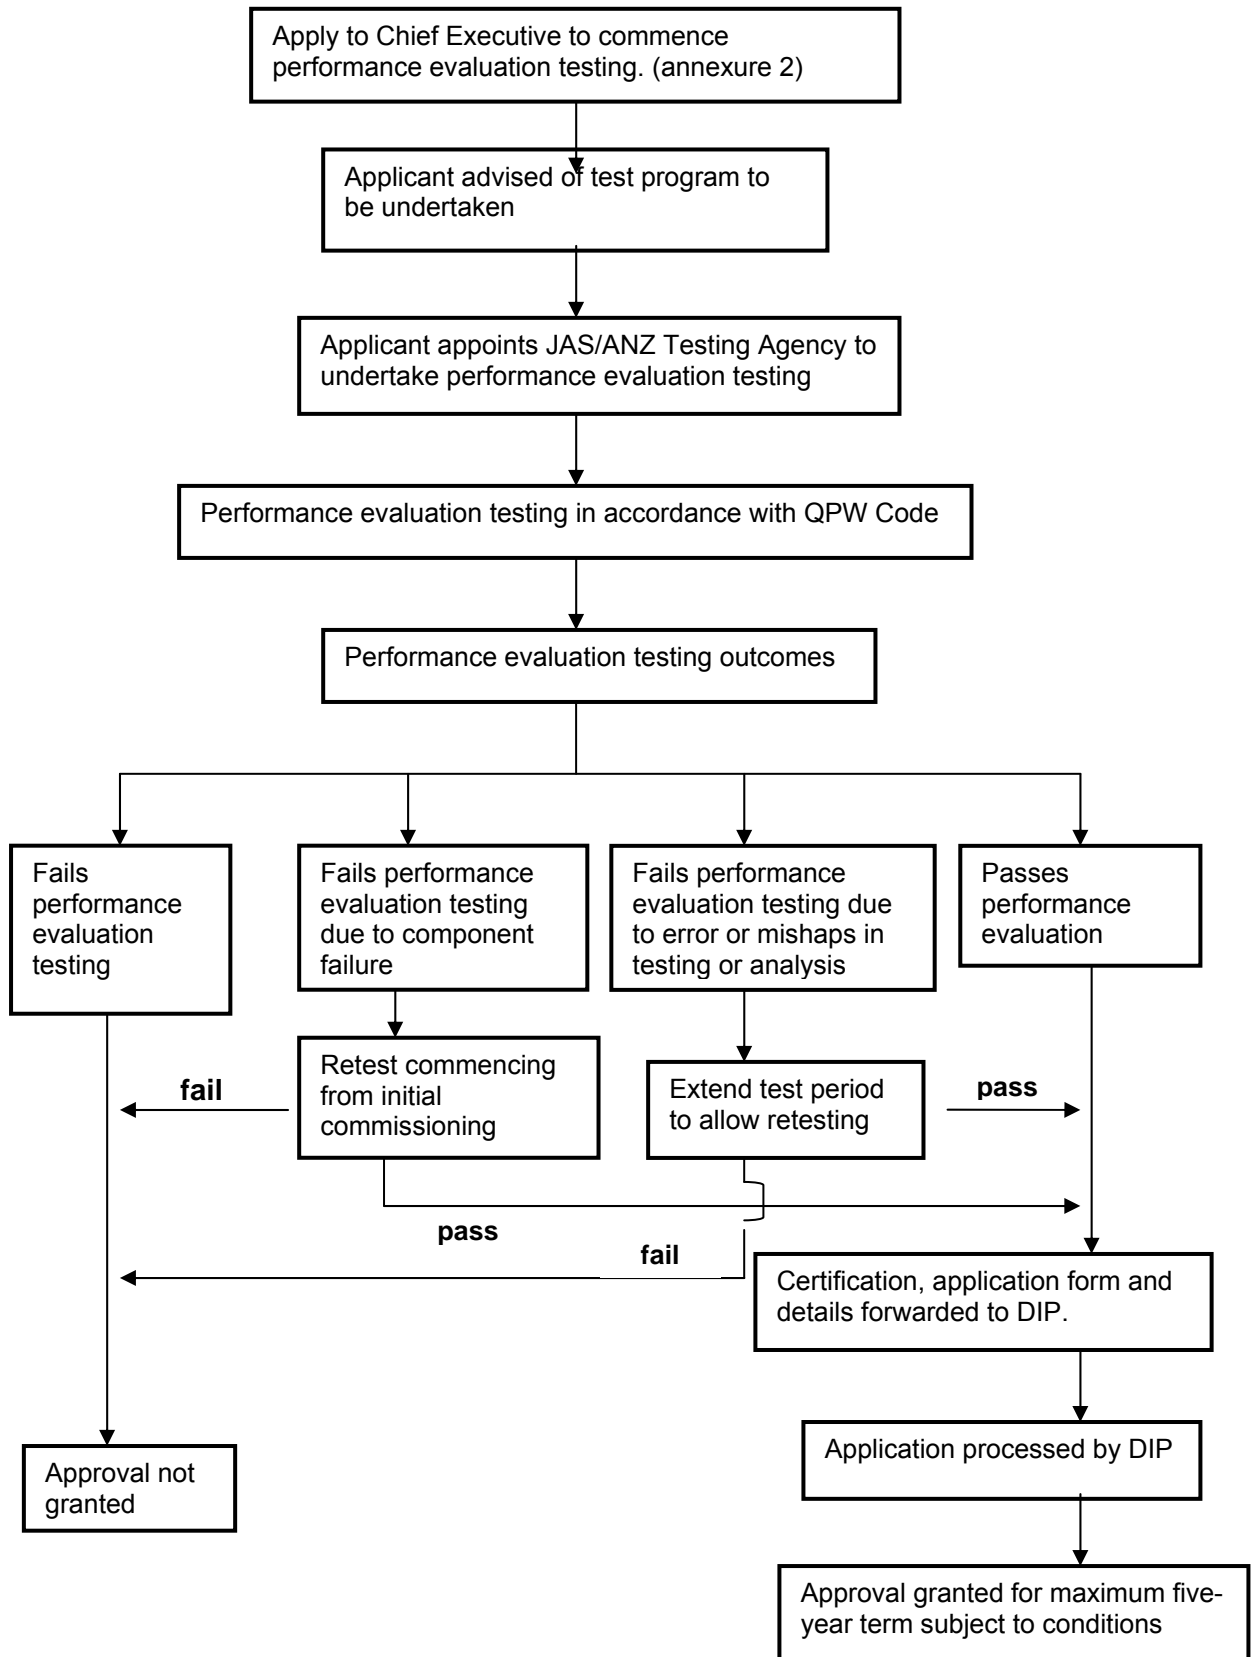 Apply to Chief Executive to commence
performance evaluation testing. (annexure 2)
Applicant advised of test program to
be undertaken
Applicant appoints JAS/ANZ Testing Agency to
undertake performance evaluation testing
Performance evaluation testing in accordance with QPW Code
Performance evaluation testing outcomes
Fails
performance
evaluation
testing
Fails performance
evaluation testing
due to component
failure
Fails performance
evaluation testing due
to error or mishaps in
testing or analysis
Passes
performance
evaluation
fail
Retest commencing
from initial
commissioning
Extend test period
to allow retesting
pass
pass
fail
Certification, application form and
details forwarded to DIP.
Application processed by DIP
Approval not
granted
Approval granted for maximum five-
year term subject to conditions